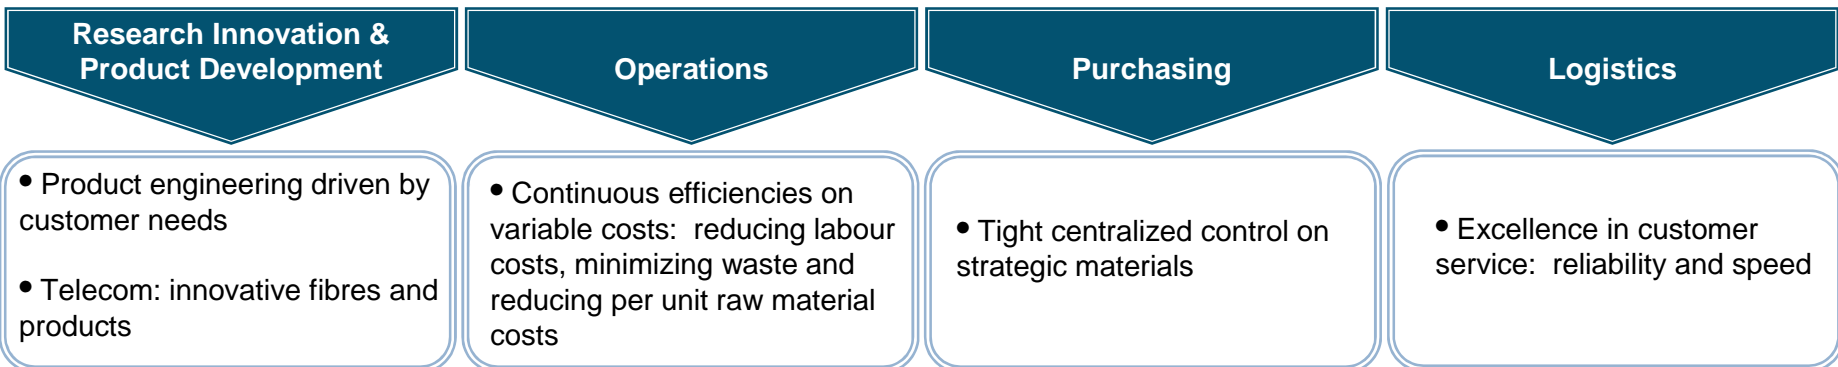 Research Innovation &
Product Development
• Product engineering driven by
customer needs
• Telecom: innovative fibres and
products
Operations
• Continuous efficiencies on
variable costs:  reducing labour
costs, minimizing waste and
reducing per unit raw material
costs
Purchasing
• Tight centralized control on
strategic materials
Logistics
• Excellence in customer
service:  reliability and speed